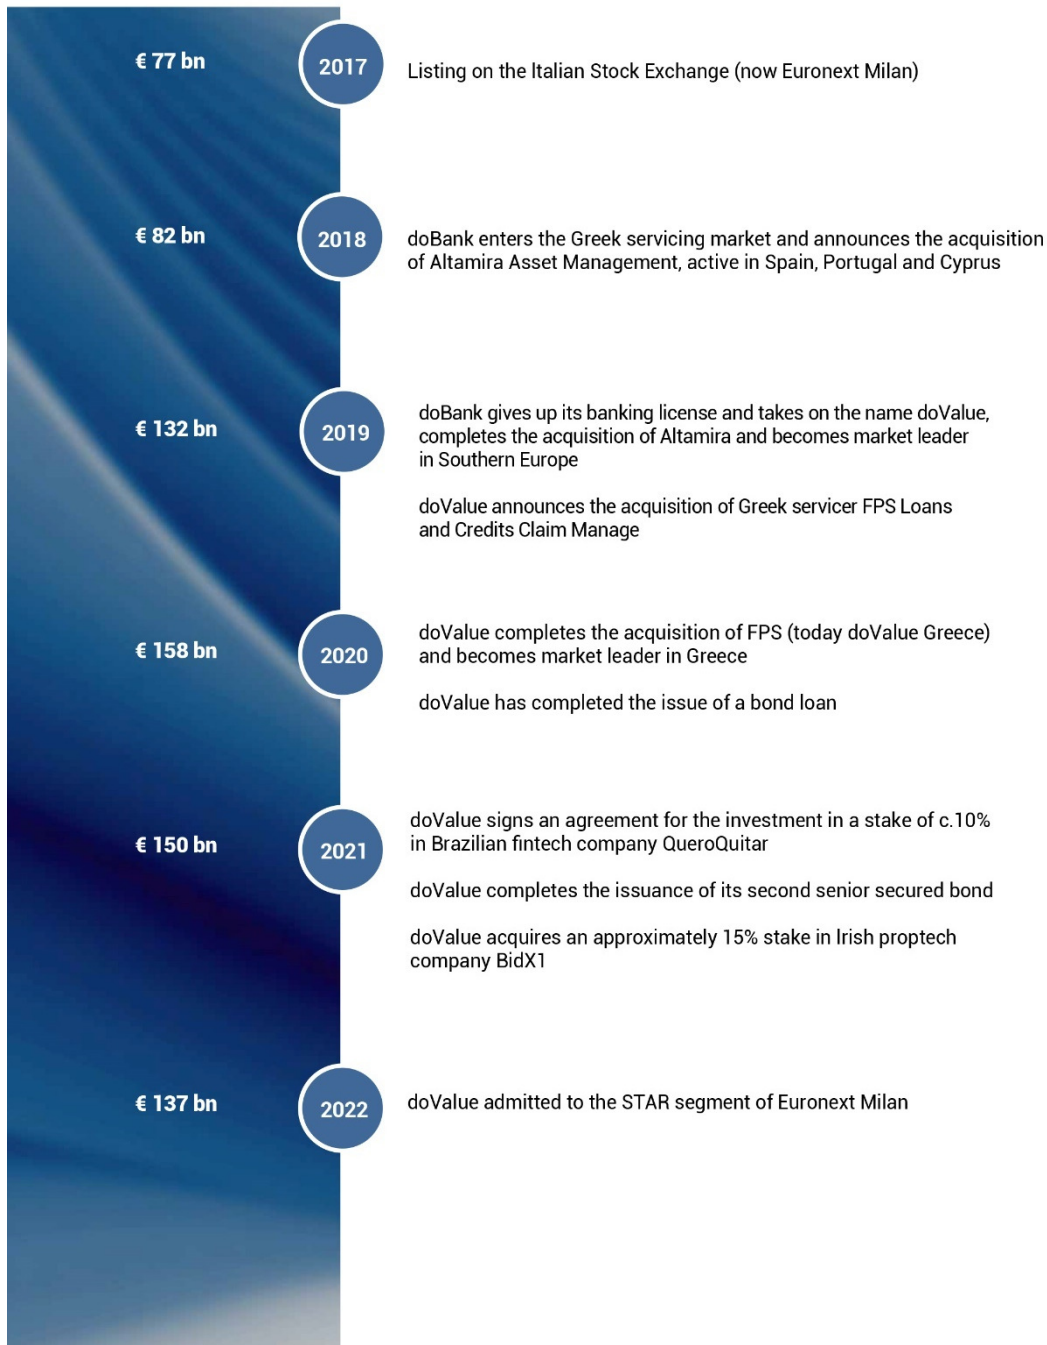 € 77 bn
2017
Listing on the Italian Stock Exchange (now Euronext Milan)
€ 82 bn
2018
doBank enters the Greek servicing market and announces the acquisition
of Altamira Asset Management, active in Spain, Portugal and Cyprus
€ 132 bn
2019
doBank gives up its banking license and takes on the name doValue,
completes the acquisition of Altamira and becomes market leader
in Southern Europe
doValue announces the acquisition of Greek servicer FPS Loans
and Credits Claim Manage
€ 158 bn
2020
doValue completes the acquisition of FPS (today doValue Greece)
and becomes market leader in Greece
doValue has completed the issue of a bond loan
€ 150 bn
2021
doValue signs an agreement for the investment in a stake of c.10%
in Brazilian fintech company QueroQuitar
doValue completes the issuance of its second senior secured bond
doValue acquires an approximately 15% stake in Irish proptech
company BidX1
€ 137 bn
2022
doValue admitted to the STAR segment of Euronext Milan